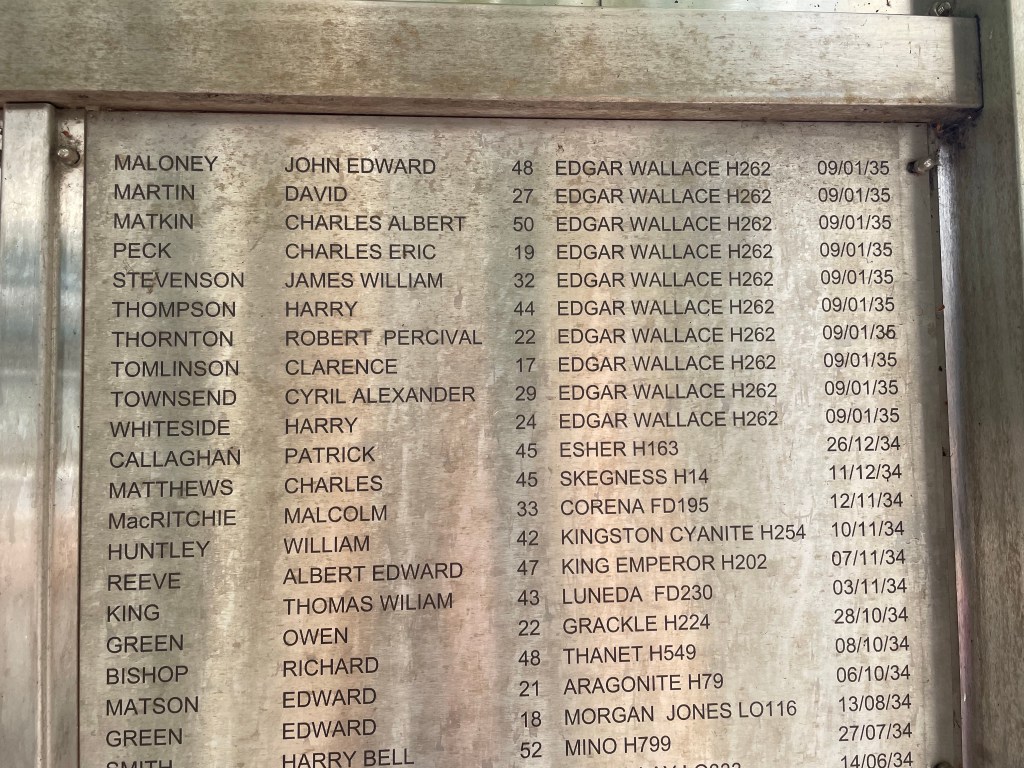 MALONEY JOHN EDWARD 48 EDGAR WALLACE H262 09/01/35
MARTIN DAVID 27 EDGAR WALLACE H262 09/01/35
MATKIN CHARLES ALBERT 50 EDGAR WALLACE H262 09/01/35
PECK CHARLES ERIC 19 EDGAR WALLACE H262 09/01/35
STEVENSON JAMES WILLIAM 32 EDGAR WALLACE H262 09/01/35
THOMPSON HARRY 44 EDGAR WALLACE H262 09/01/35
THORNTON ROBERT PERCIVAL 22 EDGAR WALLACE H262 09/01/35
TOMLINSON CLARENCE 17 EDGAR WALLACE H262 09/01/35
TOWNSEND CYRIL ALEXANDER 29 EDGAR WALLACE H262 09/01/35
WHITESIDE HARRY 24 EDGAR WALLACE H262 09/01/35
CALLAGHAN PATRICK 45 ESHER H163 26/12/34
MATTHEWS CHARLES 45 SKEGNESS H14 11/12/34
MacRITCHIE MALCOLM 33 CORENA FD195 12/11/34
HUNTLEY WILLIAM 42 KINGSTON CYANITE H254 10/11/34
REEVE ALBERT EDWARD 47 KING EMPEROR H202 07/11/34
KING THOMAS WILIAM 43 LUNEDA FD230 03/11/34
GREEN OWEN 22 GRACKLE H224 28/10/34
BISHOP RICHARD 48 THANET H549 08/10/34
MATSON EDWARD 21 ARAGONITE H79 06/10/34
GREEN EDWARD 18 MORGAN JONES LO116 13/08/34
SMITH HARRY BELL 52 MINO H799 27/07/34
14/06/34